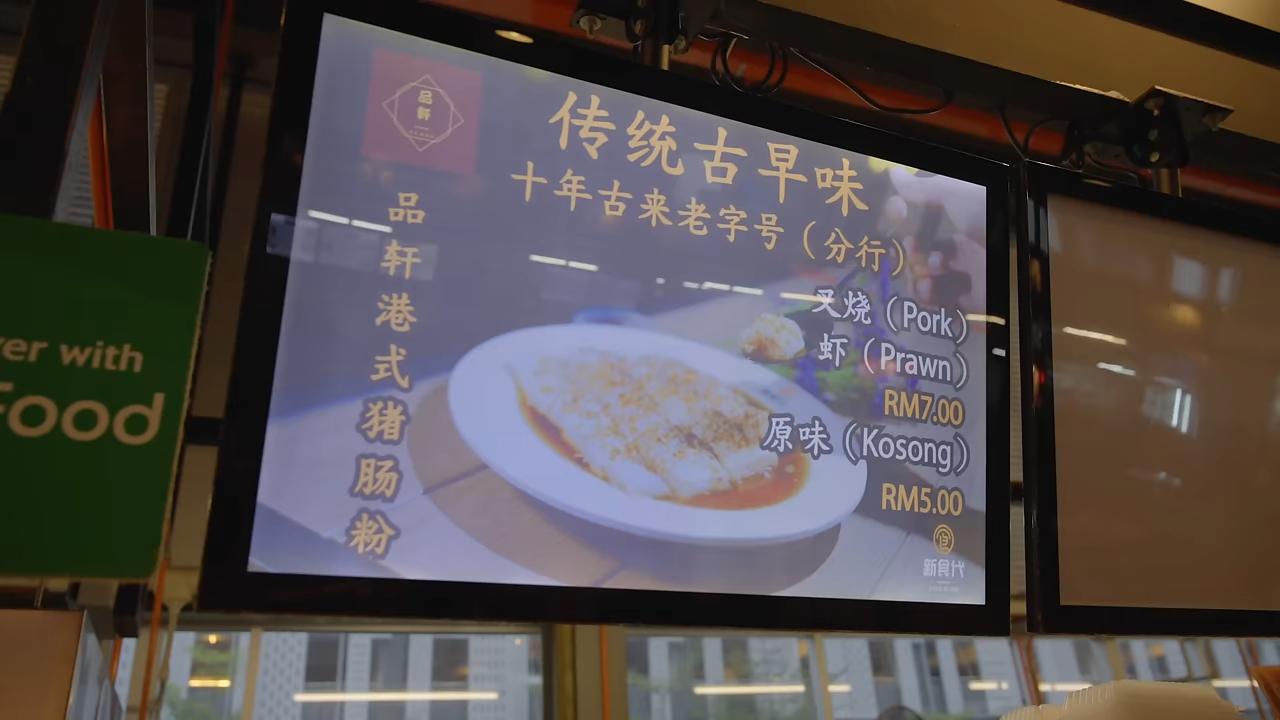 品軒
传统古早味
十年古来老字号（分行）
品轩港式猪肠粉
叉烧（Pork）
虾（Prawn）
RM7.00
原味（Kosong）
RM5.00
新食代
er with
Food